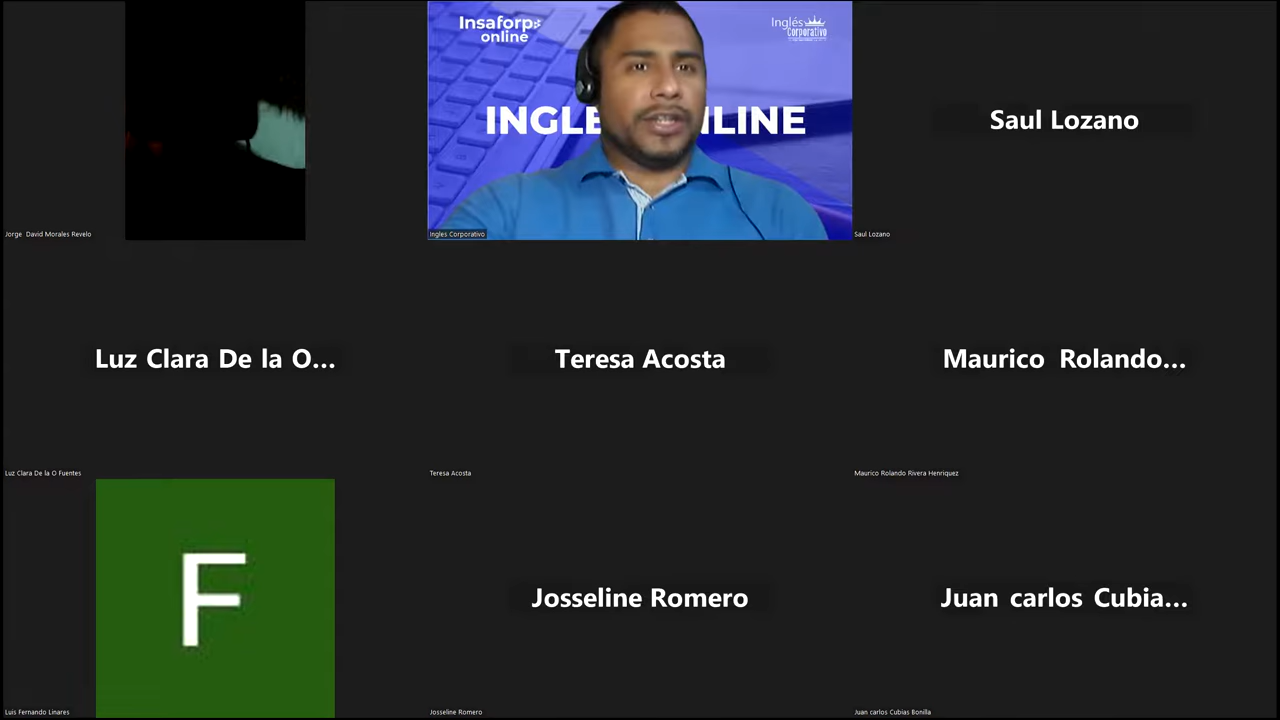 Insaforp
online
Inglés
Corporativo
INGLE NLINE
Saul Lozano
Jorge David Morales Revelo
Ingles Corporativo
Saul Lozano
Luz Clara De la O...
Teresa Acosta
Maurico Rolando...
Luz Clara De la O Fuentes
Teresa Acosta
Maurico Rolando Rivera Henriquez
F
Josseline Romero
Juan carlos Cubia...
Luis Fernando Linares
Josseline Romero
Juan carlos Cubias Bonilla